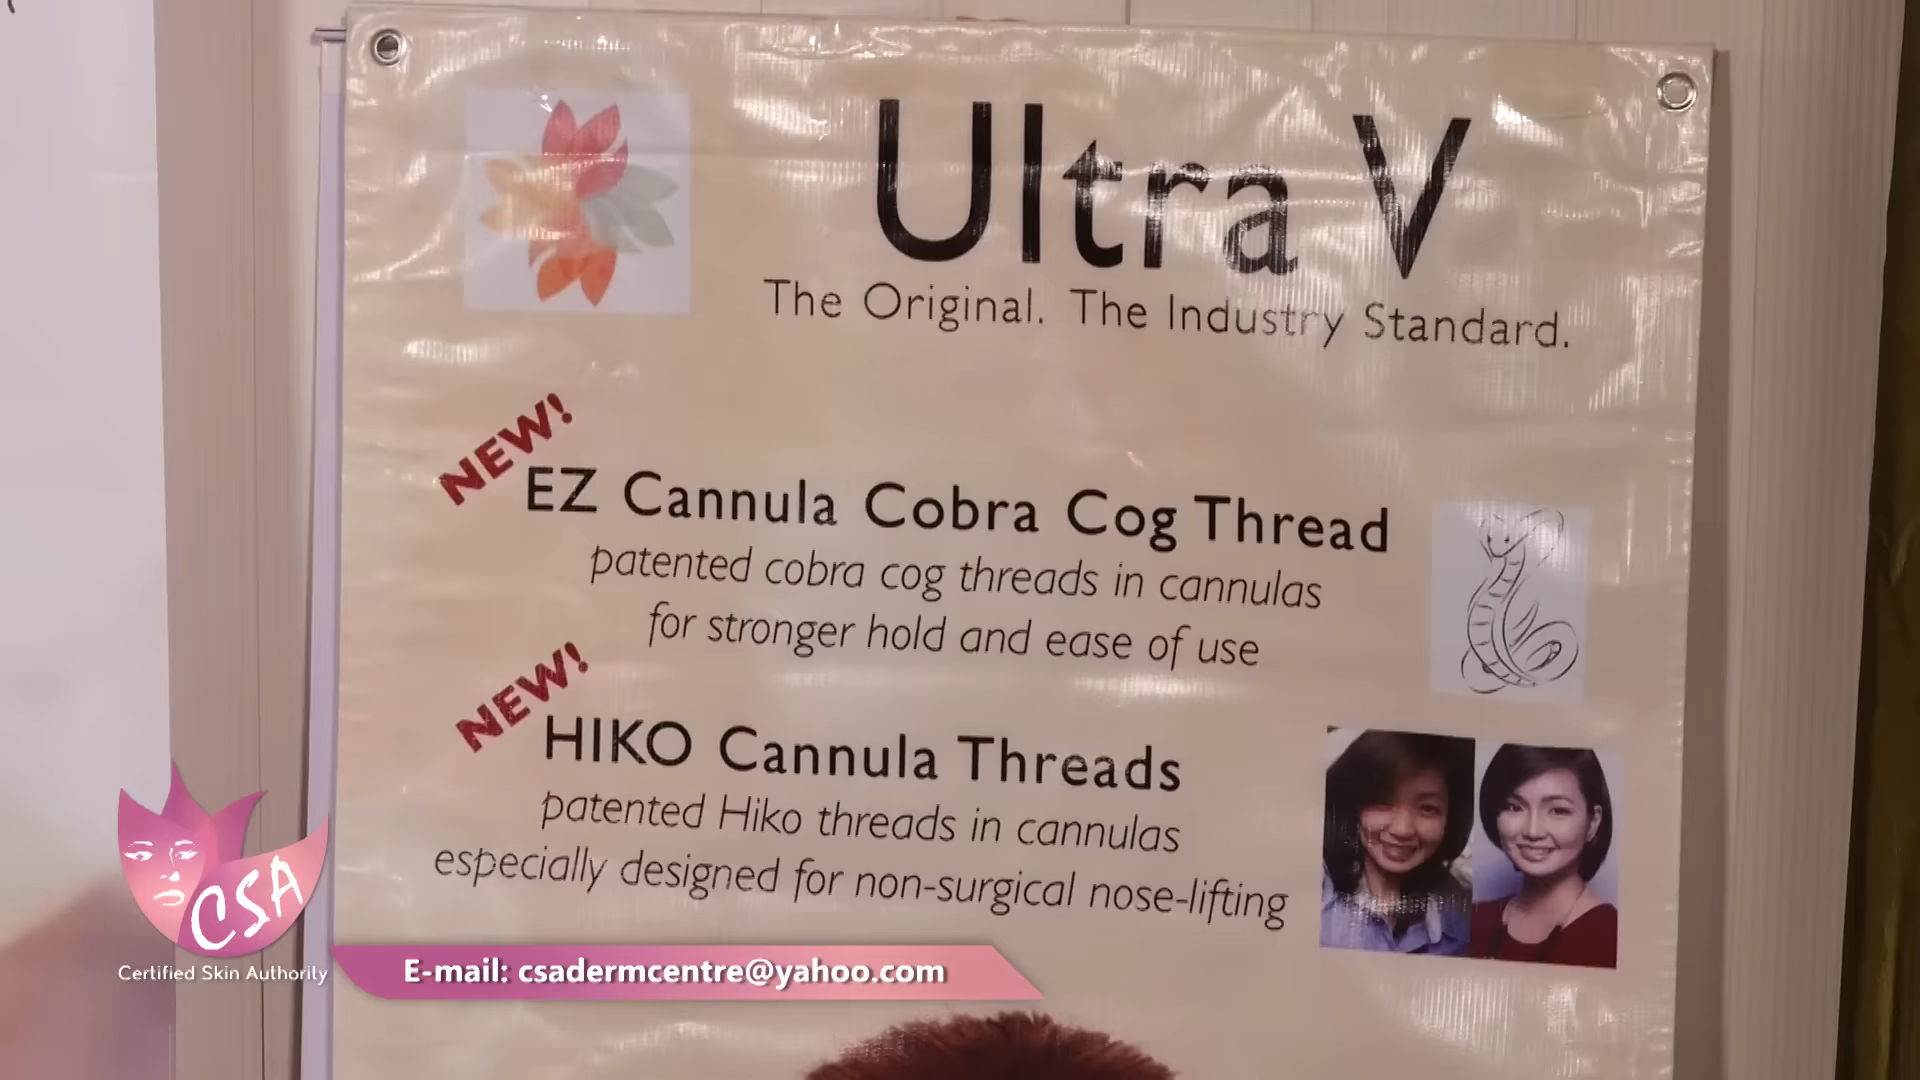 Ultra V
The Original. The Industry Standard.
NEW!
EZ Cannula Cobra Cog Thread
patented cobra cog threads in cannulas
for stronger hold and ease of use
NEW!
HIKO Cannula Threads
patented Hiko threads in cannulas
especially designed for non-surgical nose-lifting
CSA
Certified Skin Authority
E-mail: csadermcentre@yahoo.com